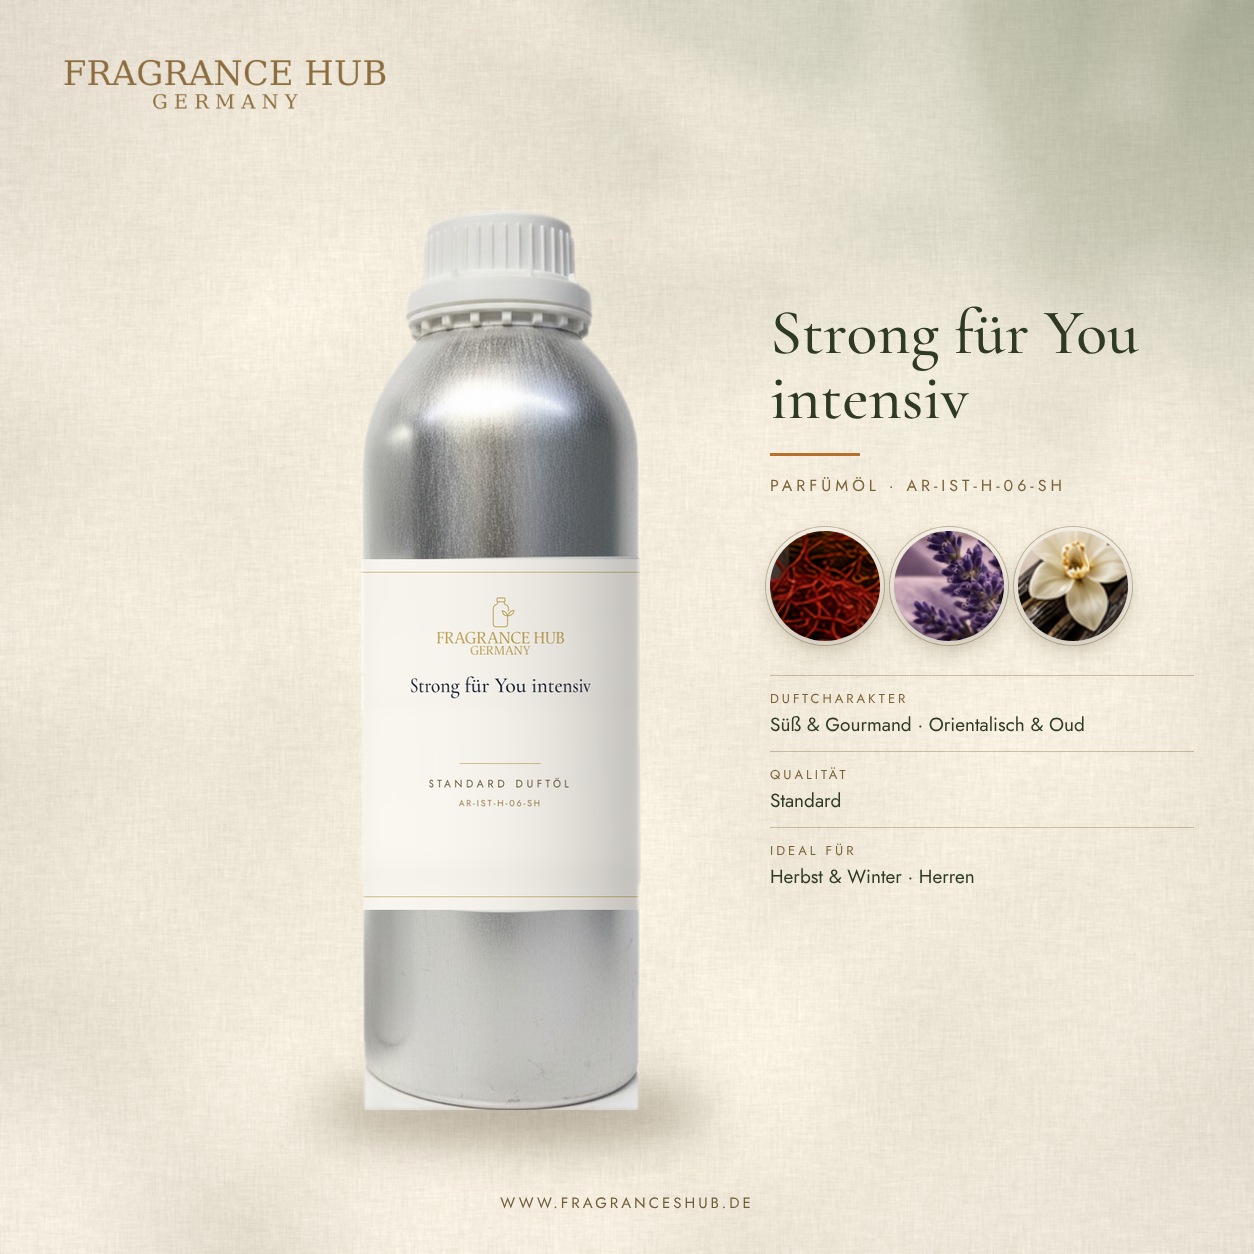 FRAGRANCE HUB
GERMANY
Strong für You
intensiv
PARFÜMÖL · AR-IST-H-06-SH
DUFTCHARAKTER
Süß & Gourmand · Orientalisch & Oud
QUALITÄT
Standard
IDEAL FÜR
Herbst & Winter · Herren
FRAGRANCE HUB
GERMANY
Strong für You intensiv
STANDARD DUFTÖL
AR-IST-H-06-SH
WWW.FRAGRANCESHUB.DE